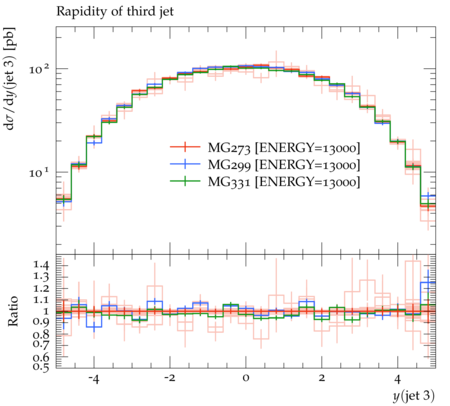 Rapidity of third jet
dσ/dy(jet 3) [pb]
10²
10¹
MG273 [ENERGY=13000]
MG299 [ENERGY=13000]
MG331 [ENERGY=13000]
Ratio
1.4
1.3
1.2
1.1
1
0.9
0.8
0.7
0.6
0.5
-4 -2 0 2 4
y(jet 3)